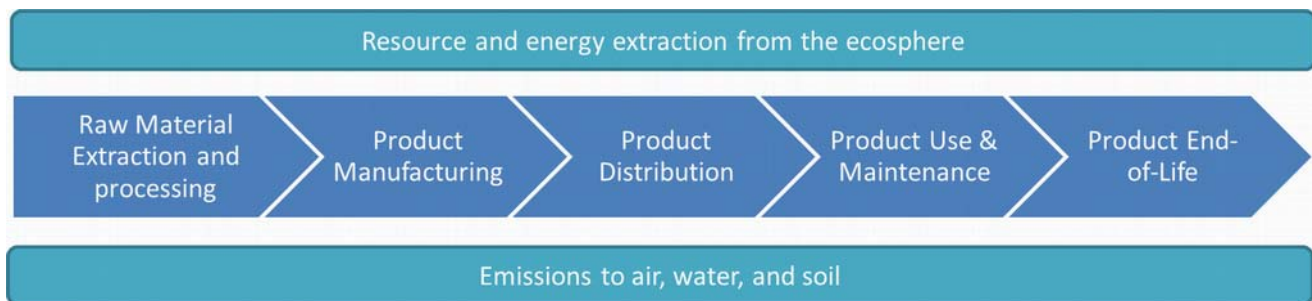 Resource and energy extraction from the ecosphere
Raw Material
Extraction and
processing
Product
Manufacturing
Product
Distribution
Product Use &
Maintenance
Product End-
of-Life
Emissions to air, water, and soil